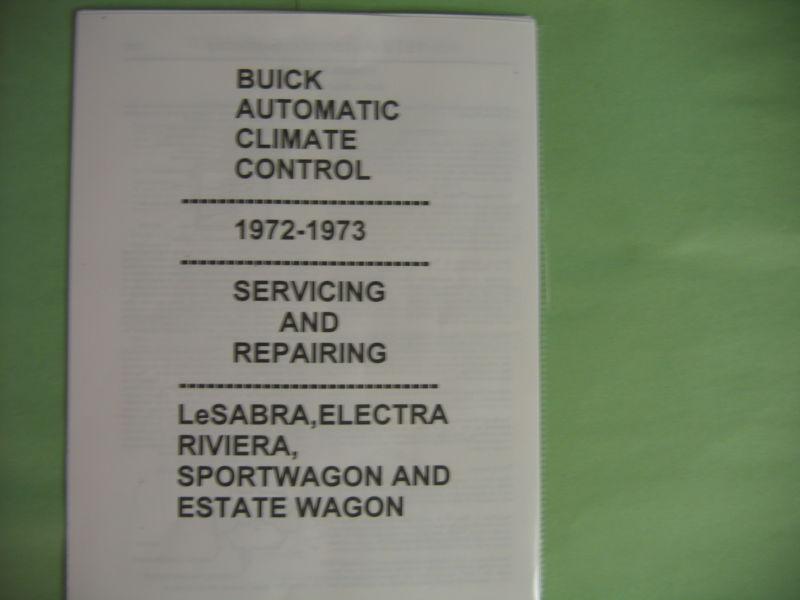 BUICK
AUTOMATIC
CLIMATE
CONTROL
---------------------------
1972-1973
---------------------------
SERVICING
AND
REPAIRING
----------------------------
LeSABRA,ELECTRA
RIVIERA,
SPORTWAGON AND
ESTATE WAGON